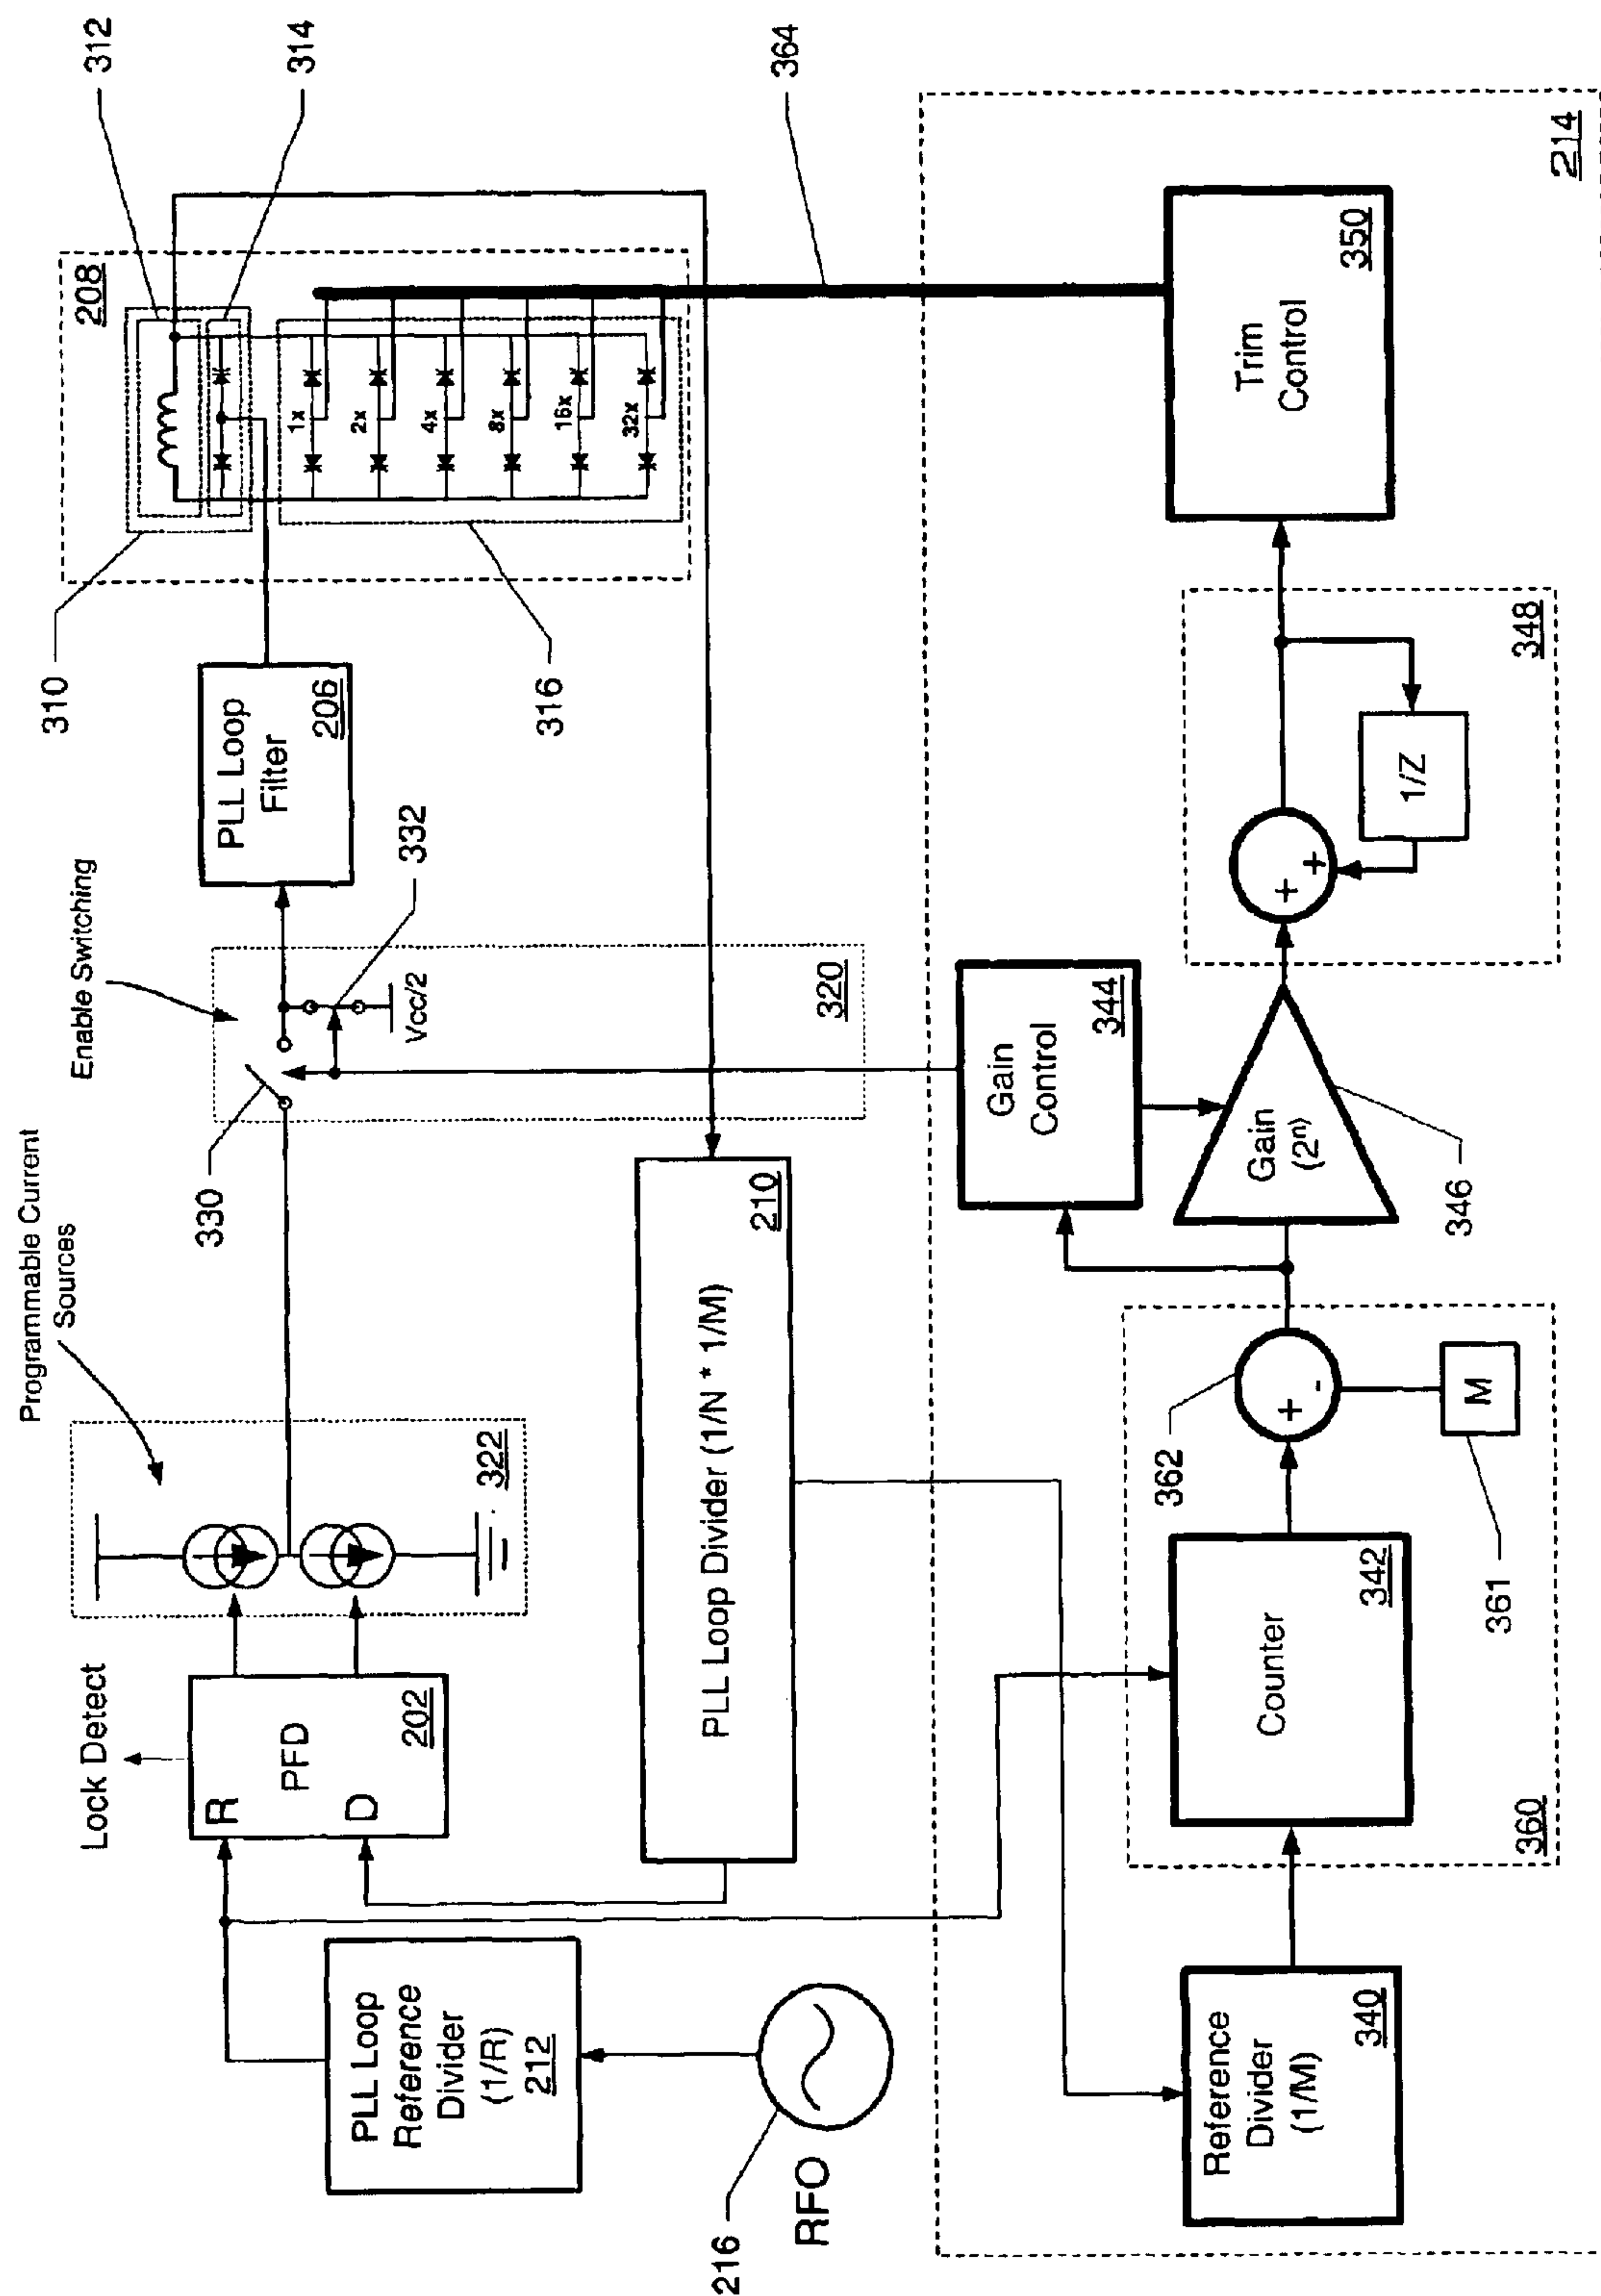 Lock Detect
R
PFD
D
202
PLL Loop
Reference
Divider
(1/R)
212
216
RFO
Programmable Current
Sources
322
330
Enable Switching
332
Vcc/2
320
PLL Loop
Filter
206
310
312
314
208
1x
2x
4x
8x
16x
32x
316
364
PLL Loop Divider (1/N * 1/M)
210
Reference
Divider
(1/M)
340
Counter
342
360
362
+
-
M
361
Gain
Control
344
Gain
(2ⁿ)
346
+
+
1/Z
348
Trim
Control
350
214